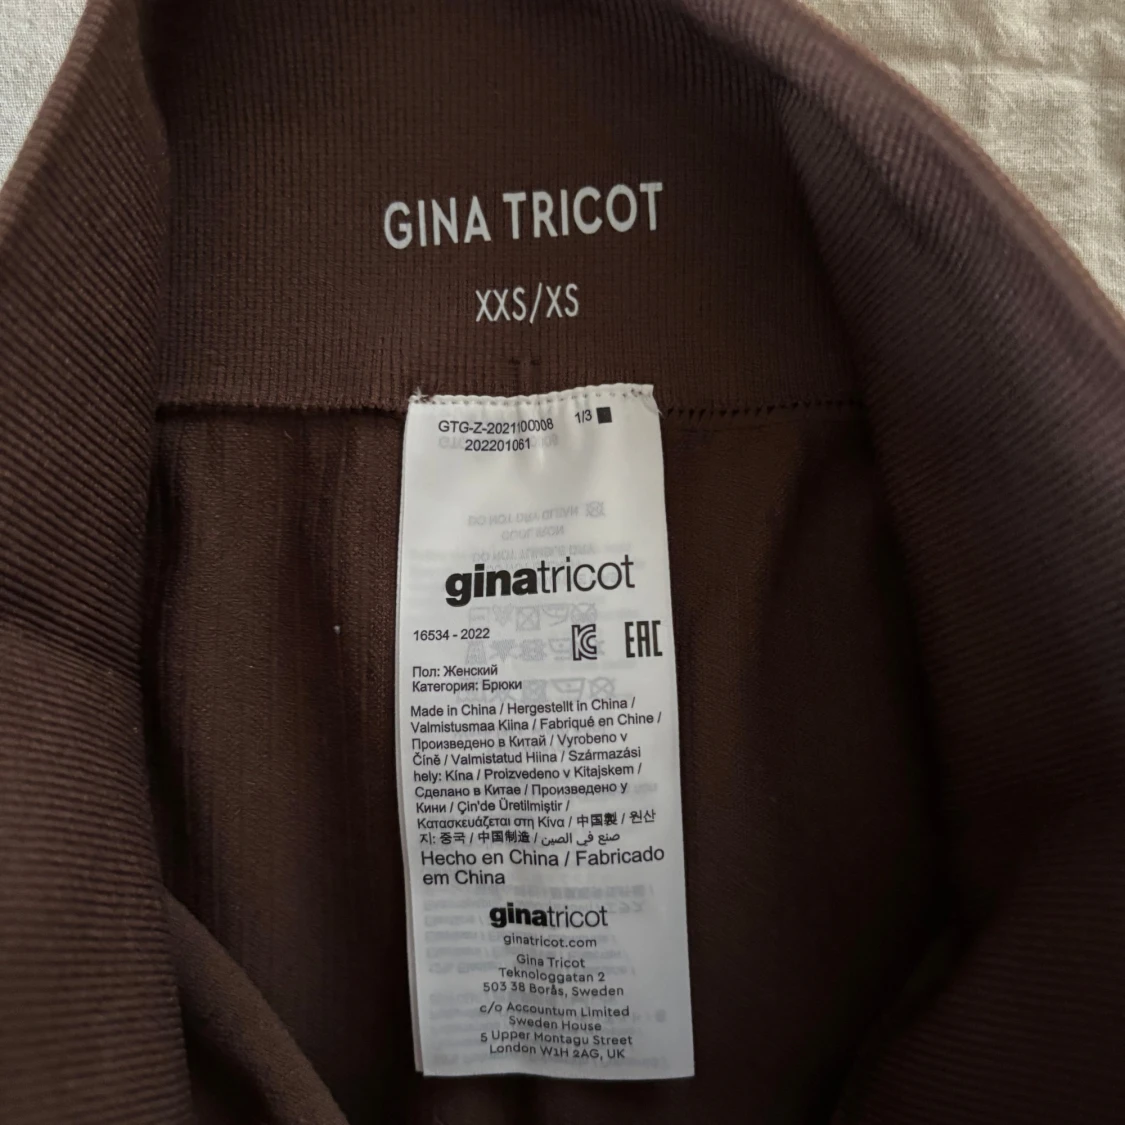 GINA TRICOT
XXS/XS
GTG-Z-2021100008 1/3
202201061
ginatricot
16534 - 2022
EAC
Пол: Женский
Категория: Брюки
Made in China / Hergestellt in China /
Valmistusmaa Kiina / Fabriqué en Chine /
Произведено в Китай / Vyrobeno v
Číně / Valmistatud Hiina / Származási
hely: Kína / Proizvedeno v Kitajskem /
Сделано в Китае / Произведено у
Кини / Çin'de Üretilmiştir /
Κατασκευάζεται στη Κίνα / 中国製 / 원산
지: 중국 / 中国制造 / صنع في الصين
Hecho en China / Fabricado
em China
ginatricot
ginatricot.com
Gina Tricot
Teknologgatan 2
503 38 Borås, Sweden
c/o Accountum Limited
Sweden House
5 Upper Montagu Street
London W1H 2AG, UK